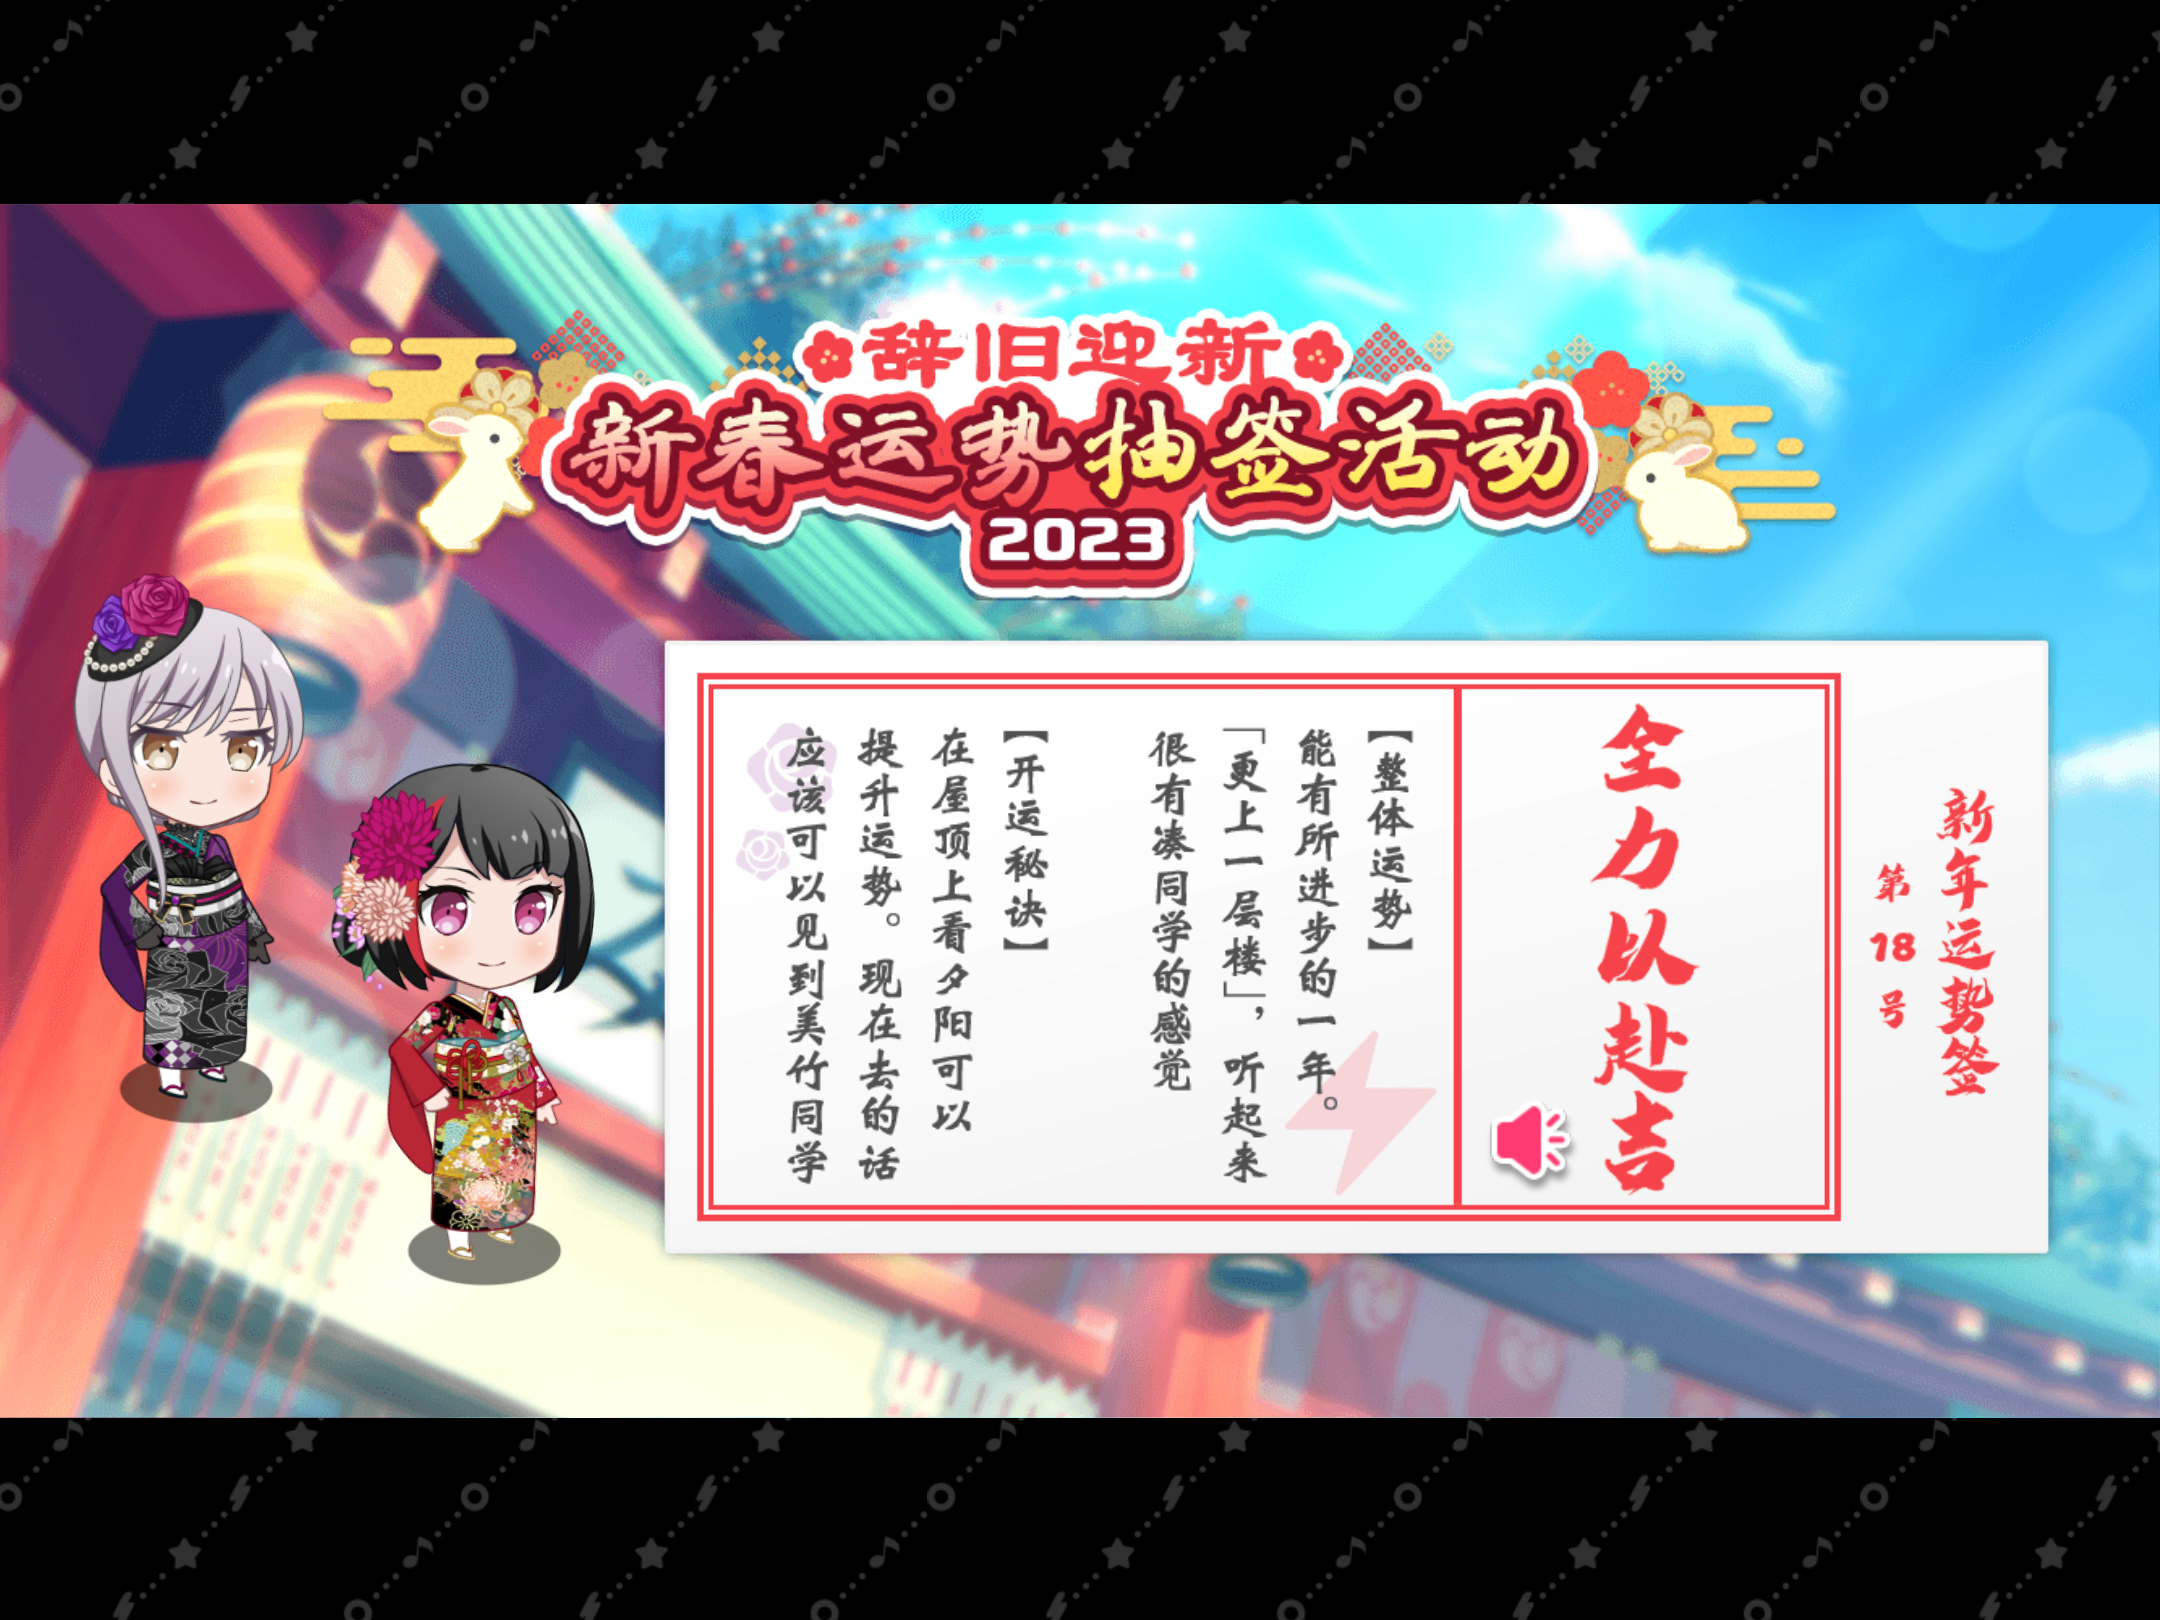 辞旧迎新
新春运势抽签活动
2023
新年运势签
第18号
全力以赴吉
【整体运势】
能有所进步的一年。
「更上一层楼」，听起来
很有凑同学的感觉
【开运秘诀】
在屋顶上看夕阳可以
提升运势。现在去的话
应该可以见到美竹同学